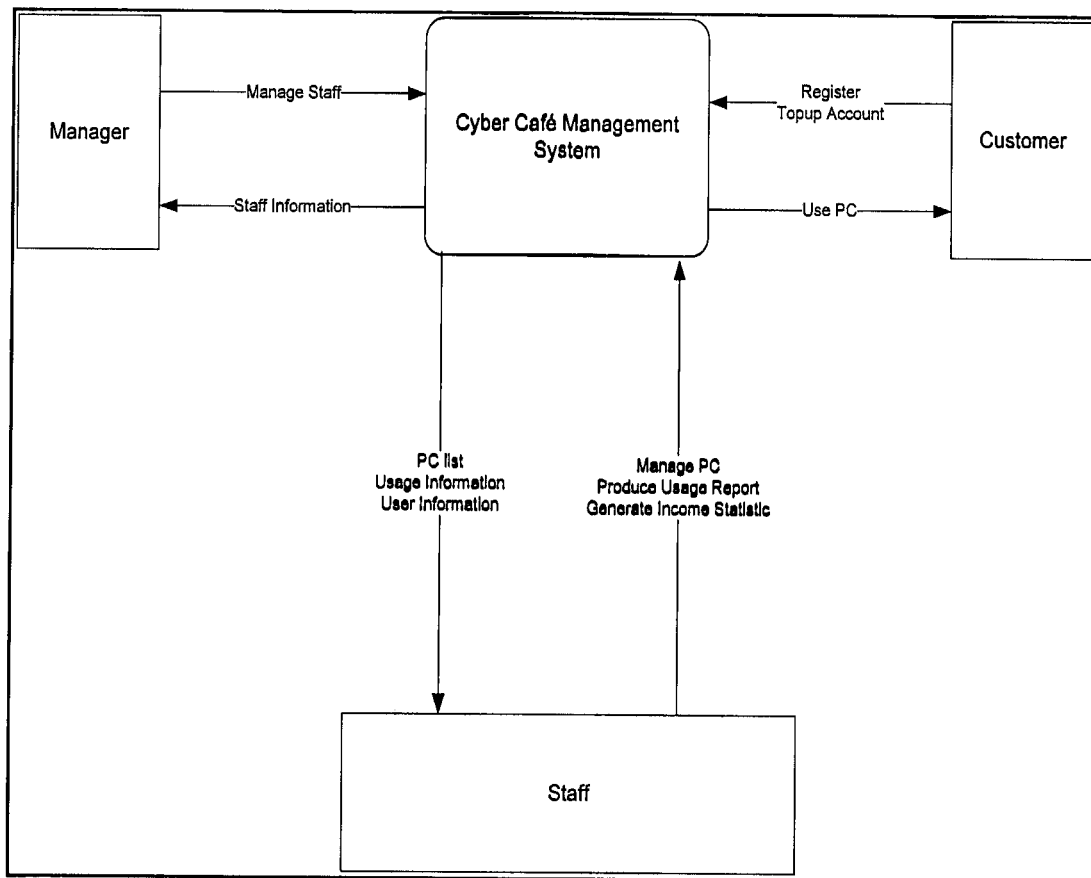 Manager
Manage Staff
Staff Information
Cyber Café Management
System
Register
Topup Account
Use PC
Customer
PC list
Usage Information
User Information
Manage PC
Produce Usage Report
Generate Income Statistic
Staff